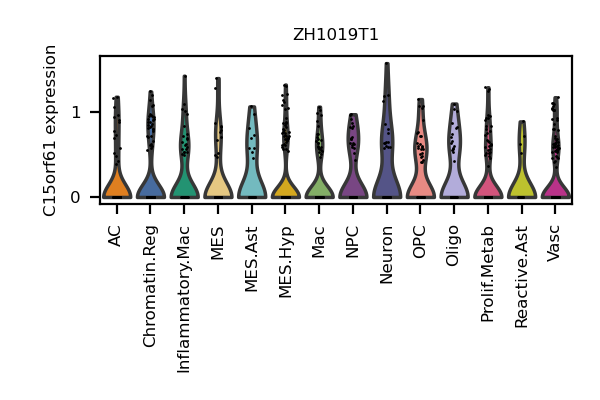 ZH1019T1
C15orf61 expression
1
0
AC
Chromatin.Reg
Inflammatory.Mac
MES
MES.Ast
MES.Hyp
Mac
NPC
Neuron
OPC
Oligo
Prolif.Metab
Reactive.Ast
Vasc